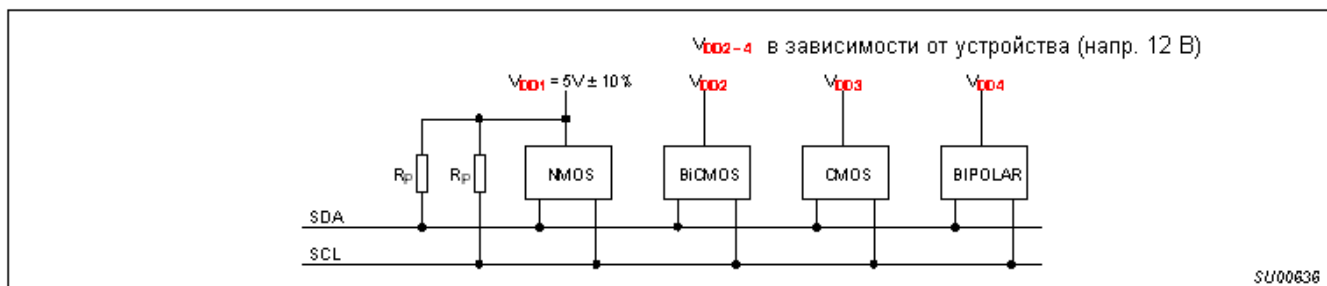 VDD2-4 в зависимости от устройства (напр. 12 В)
VDD1 = 5V ± 10% VDD2 VDD3 VDD4
RP RP NMOS BiCMOS CMOS BIPOLAR
SDA
SCL
SU00636